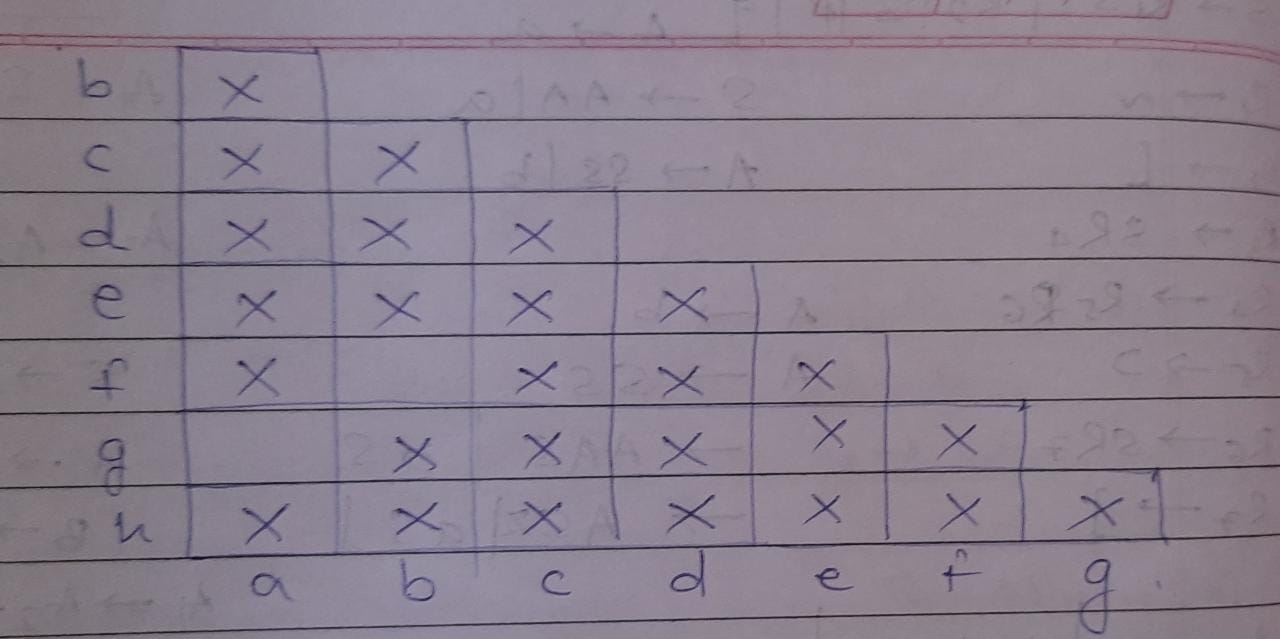 b X
c X X
d X X X
e X X X X
f X X X X
g X X X X X
h X X X X X X X
a b c d e f g